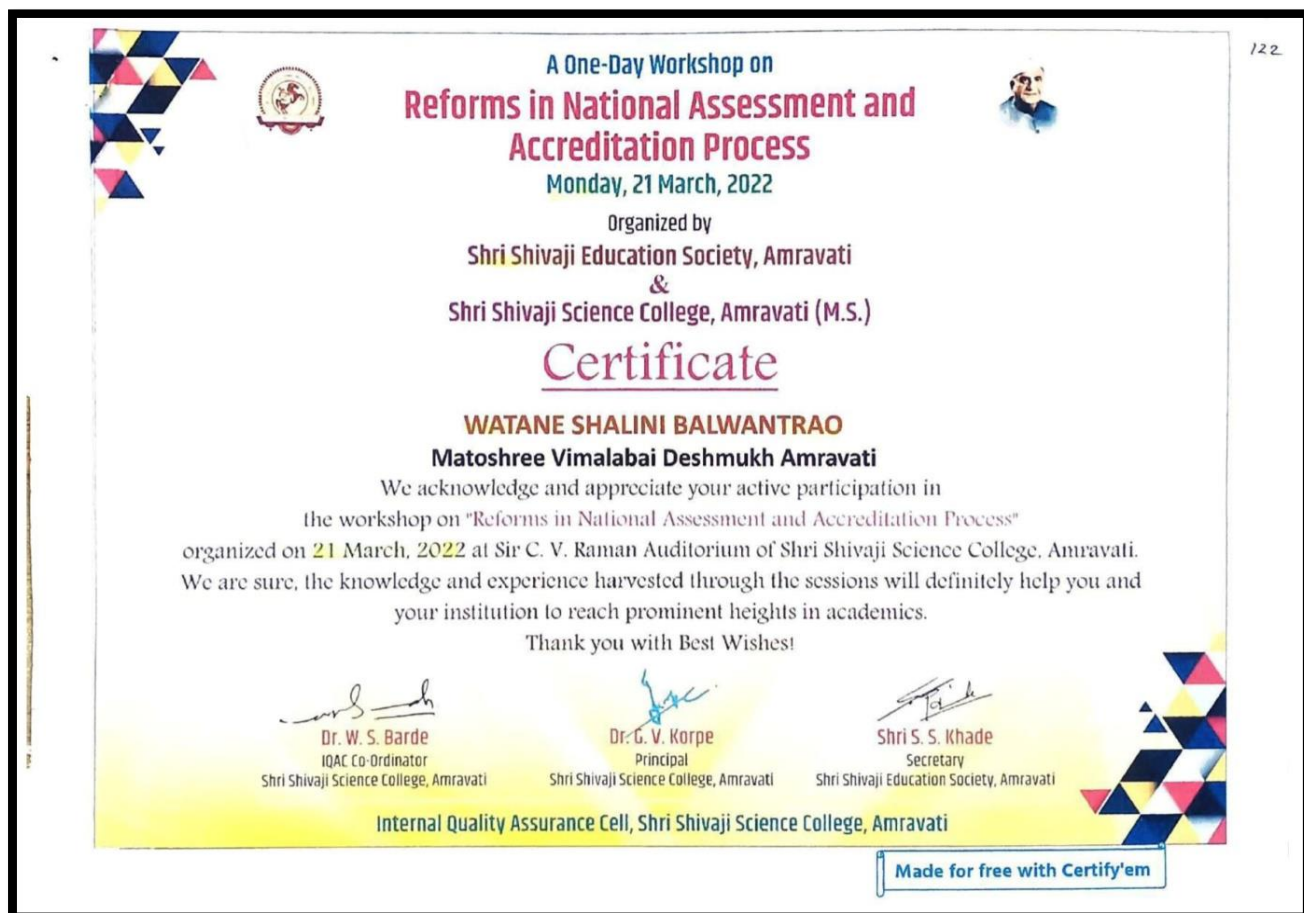 122
A One-Day Workshop on
Reforms in National Assessment and
Accreditation Process
Monday, 21 March, 2022
Organized by
Shri Shivaji Education Society, Amravati
&
Shri Shivaji Science College, Amravati (M.S.)
Certificate
WATANE SHALINI BALWANTRAO
Matoshree Vimalabai Deshmukh Amravati
We acknowledge and appreciate your active participation in
the workshop on "Reforms in National Assessment and Accreditation Process"
organized on 21 March, 2022 at Sir C. V. Raman Auditorium of Shri Shivaji Science College, Amravati.
We are sure, the knowledge and experience harvested through the sessions will definitely help you and
your institution to reach prominent heights in academics.
Thank you with Best Wishes!
Dr. W. S. Barde Dr. G. V. Korpe Shri S. S. Khade
IQAC Co-Ordinator Principal Secretary
Shri Shivaji Science College, Amravati Shri Shivaji Science College, Amravati Shri Shivaji Education Society, Amravati
Internal Quality Assurance Cell, Shri Shivaji Science College, Amravati
Made for free with Certify'em